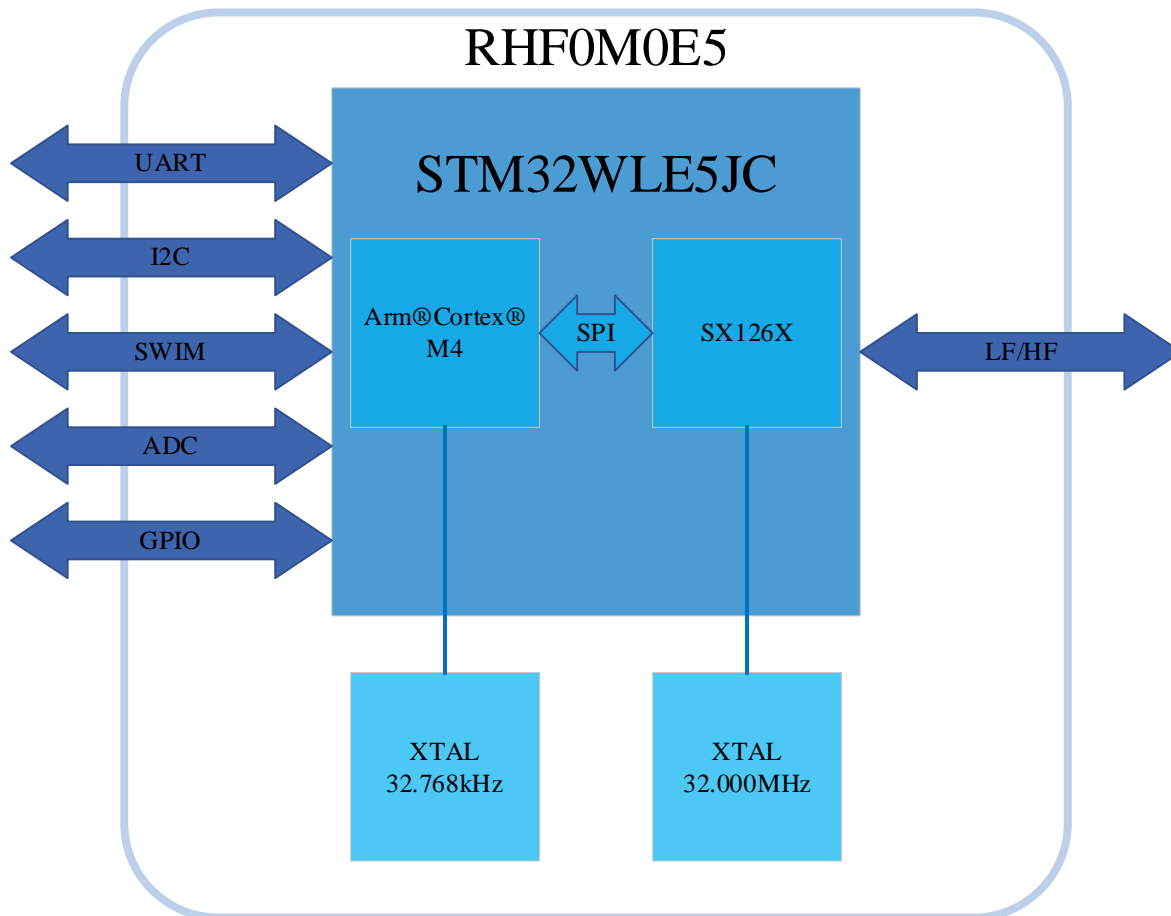 RHF0M0E5
STM32WLE5JC
UART
I2C
SWIM
ADC
GPIO
Arm®Cortex®
M4
SPI
SX126X
LF/HF
XTAL
32.768kHz
XTAL
32.000MHz